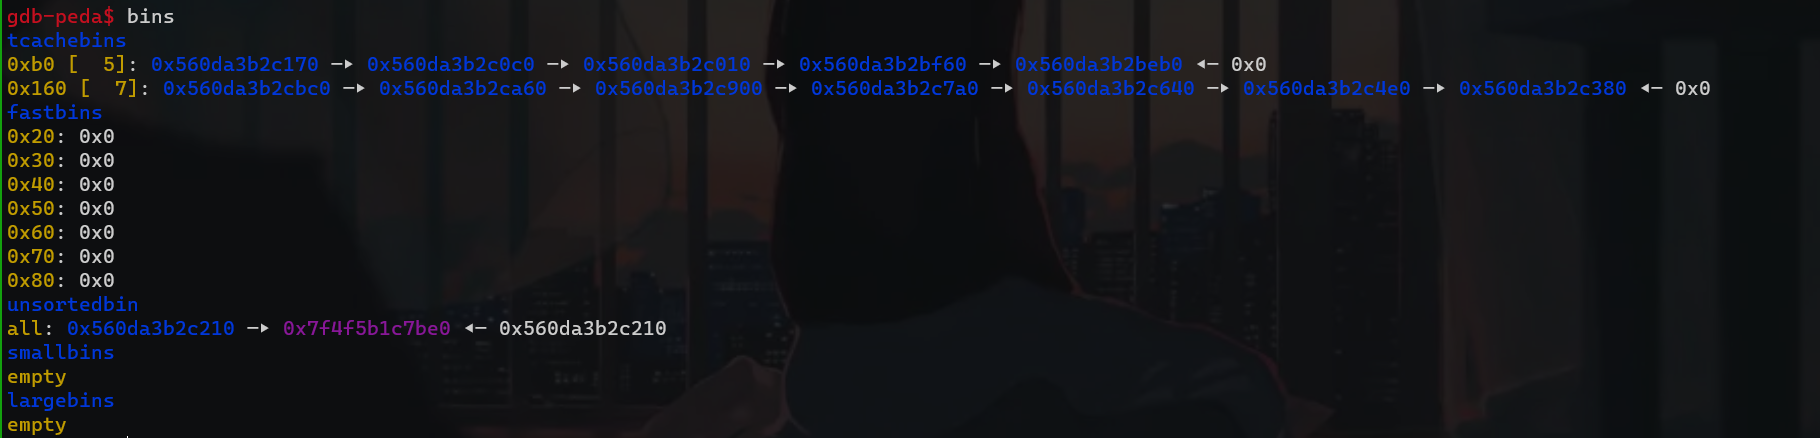 gdb-peda$ bins
tcachebins
0xb0 [  5]: 0x560da3b2c170 —▸ 0x560da3b2c0c0 —▸ 0x560da3b2c010 —▸ 0x560da3b2bf60 —▸ 0x560da3b2beb0 ◂— 0x0
0x160 [  7]: 0x560da3b2cbc0 —▸ 0x560da3b2ca60 —▸ 0x560da3b2c900 —▸ 0x560da3b2c7a0 —▸ 0x560da3b2c640 —▸ 0x560da3b2c4e0 —▸ 0x560da3b2c380 ◂— 0x0
fastbins
0x20: 0x0
0x30: 0x0
0x40: 0x0
0x50: 0x0
0x60: 0x0
0x70: 0x0
0x80: 0x0
unsortedbin
all: 0x560da3b2c210 —▸ 0x7f4f5b1c7be0 ◂— 0x560da3b2c210
smallbins
empty
largebins
empty